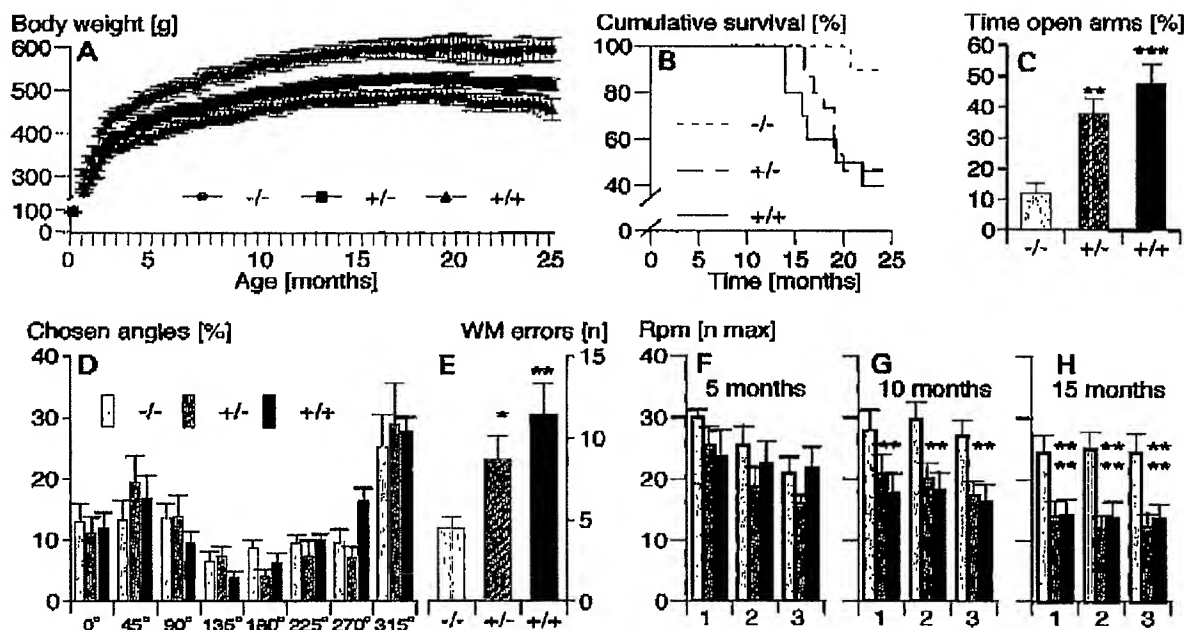 Body weight [g]
A
600
500
400
300
100
0
-/-
+/-
+/+
0 5 10 15 20 25
Age [months]
Cumulative survival [%]
B
100
80
60
40
0
-/-
+/-
+/+
0 5 10 15 20 25
Time [months]
Time open arms [%]
C
60
50
40
30
20
10
0
**
***
-/- +/- +/+
Chosen angles [%]
D
40
30
20
10
0
-/- +/- +/+
0° 45° 90° 135° 180° 225° 270° 315°
WM errors [n]
E
15
10
5
0
*
**
-/- +/- +/+
Rpm [n max]
40
30
20
10
0
F
5 months
1 2 3
G
10 months
** ** **
1 2 3
H
15 months
** ** **
** ** **
1 2 3